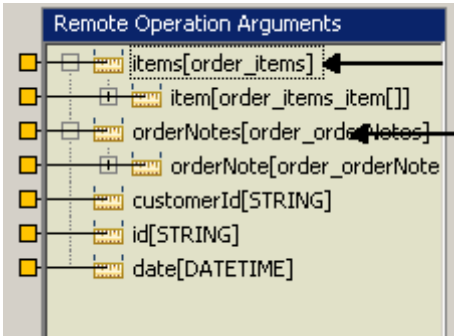 Remote Operation Arguments
items[order_items]
item[order_items_item[]]
orderNotes[order_orderNotes]
orderNote[order_orderNote
customerId[STRING]
id[STRING]
date[DATETIME]